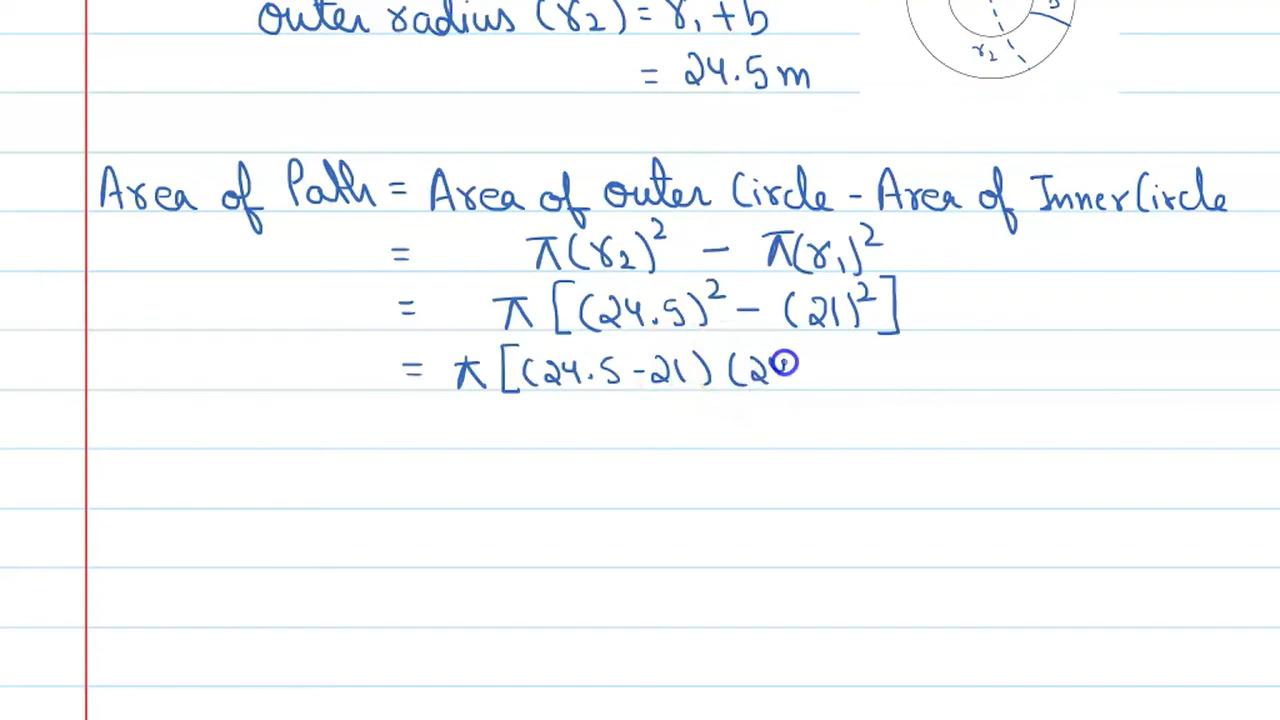 outer radius (r₂) = r₁ + b
= 24.5 m
r₂
Area of Path = Area of outer Circle - Area of Inner Circle
= π(r₂)² - π(r₁)²
= π[(24.5)² - (21)²]
= π[(24.5 - 21) (2